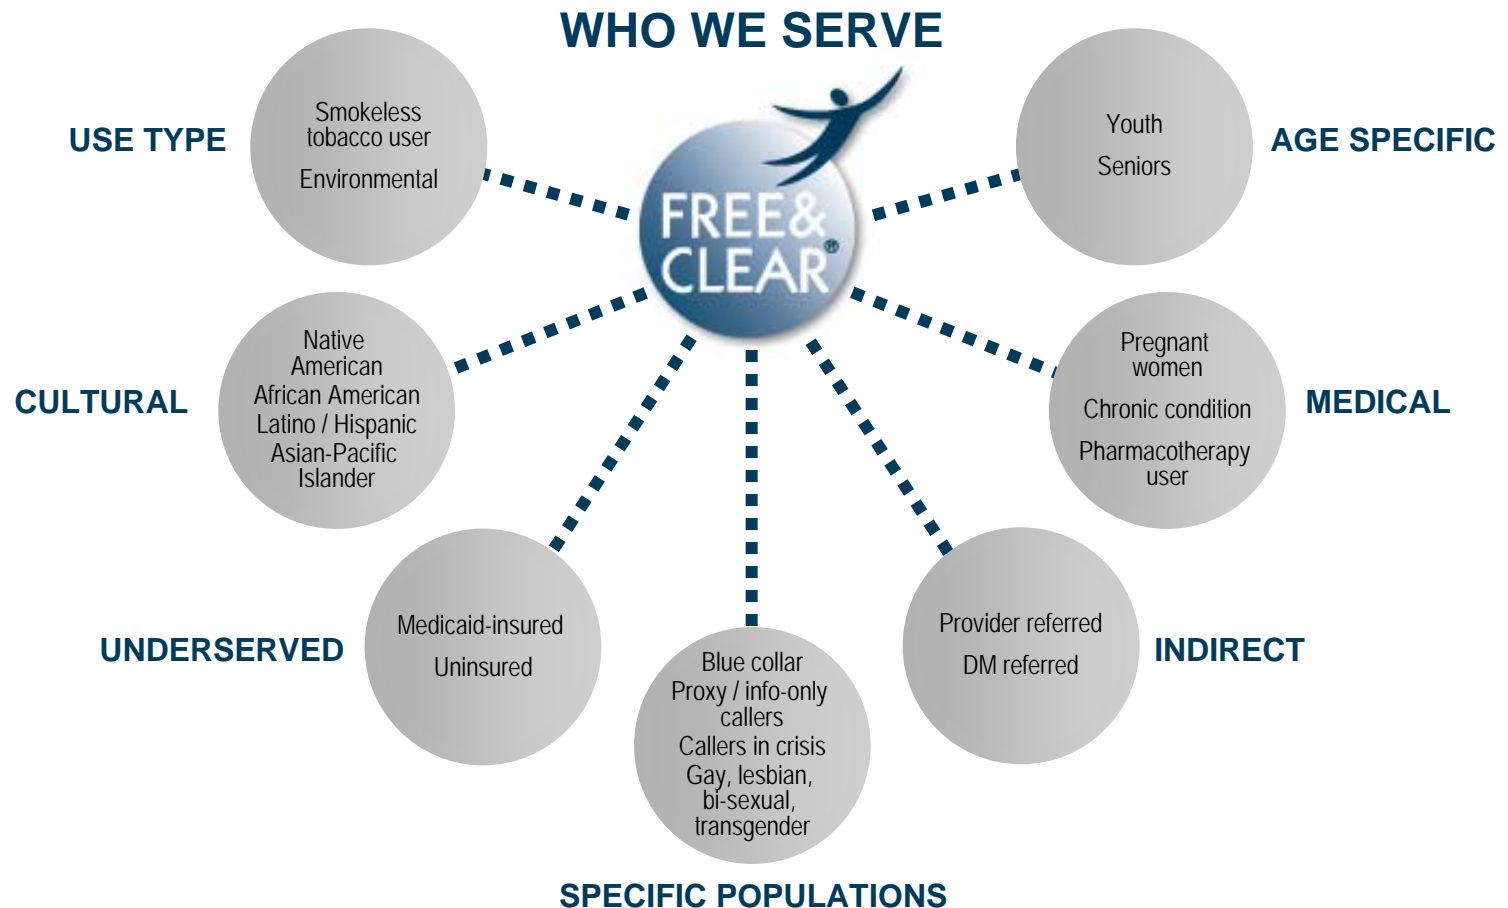 WHO WE SERVE
USE TYPE
Smokeless
tobacco user
Environmental
FREE&
CLEAR®
Youth
Seniors
AGE SPECIFIC
CULTURAL
Native
American
African American
Latino / Hispanic
Asian-Pacific
Islander
Pregnant
women
Chronic condition
Pharmacotherapy
user
MEDICAL
UNDERSERVED
Medicaid-insured
Uninsured
Blue collar
Proxy / info-only
callers
Callers in crisis
Gay, lesbian,
bi-sexual,
transgender
SPECIFIC POPULATIONS
Provider referred
DM referred
INDIRECT